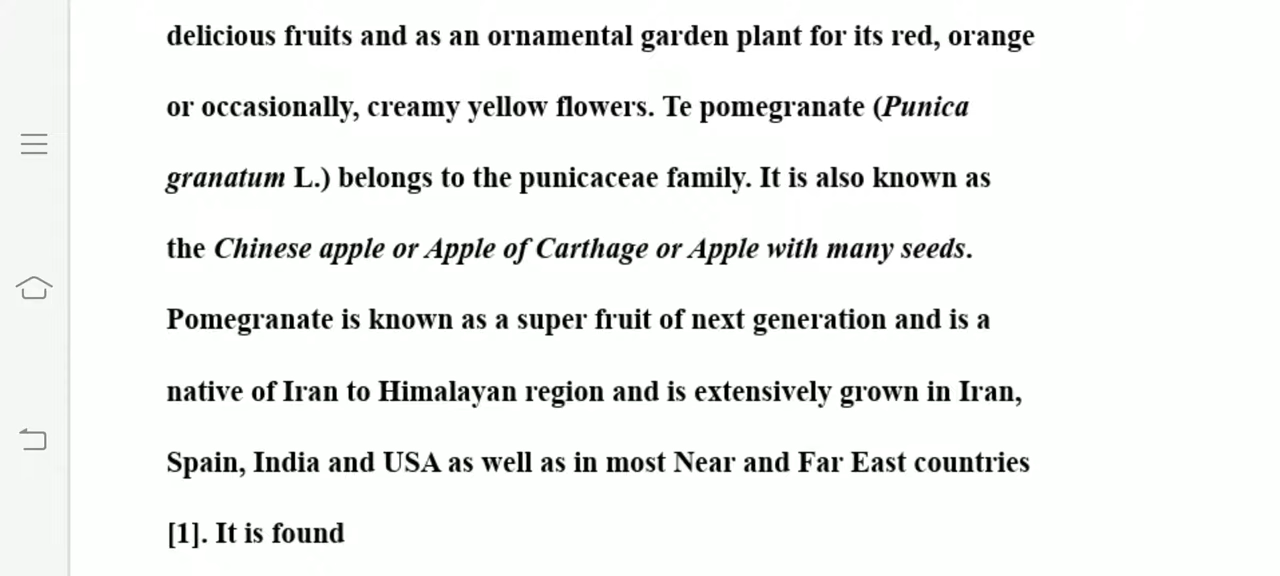 delicious fruits and as an ornamental garden plant for its red, orange
or occasionally, creamy yellow flowers. Te pomegranate (Punica
granatum L.) belongs to the punicaceae family. It is also known as
the Chinese apple or Apple of Carthage or Apple with many seeds.
Pomegranate is known as a super fruit of next generation and is a
native of Iran to Himalayan region and is extensively grown in Iran,
Spain, India and USA as well as in most Near and Far East countries
[1]. It is found